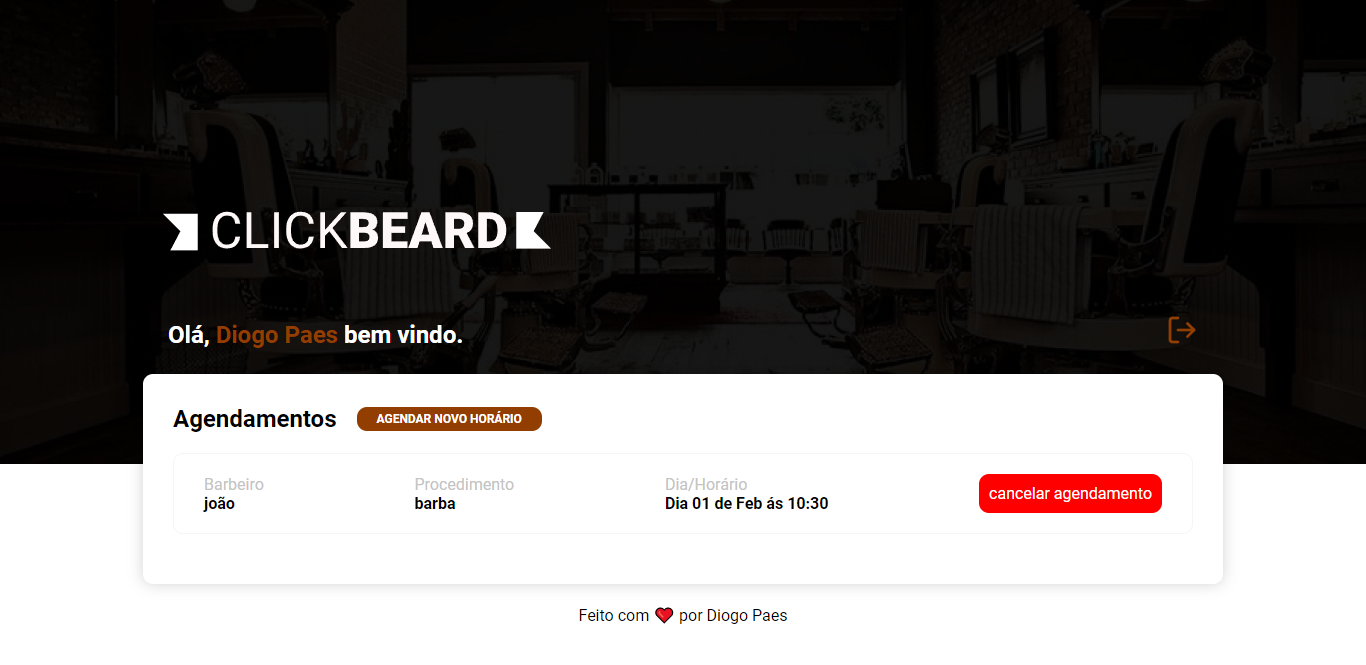 CLICKBEARD
Olá, Diogo Paes bem vindo.
Agendamentos
AGENDAR NOVO HORÁRIO
Barbeiro
joão
Procedimento
barba
Dia/Horário
Dia 01 de Feb ás 10:30
cancelar agendamento
Feito com ❤️ por Diogo Paes